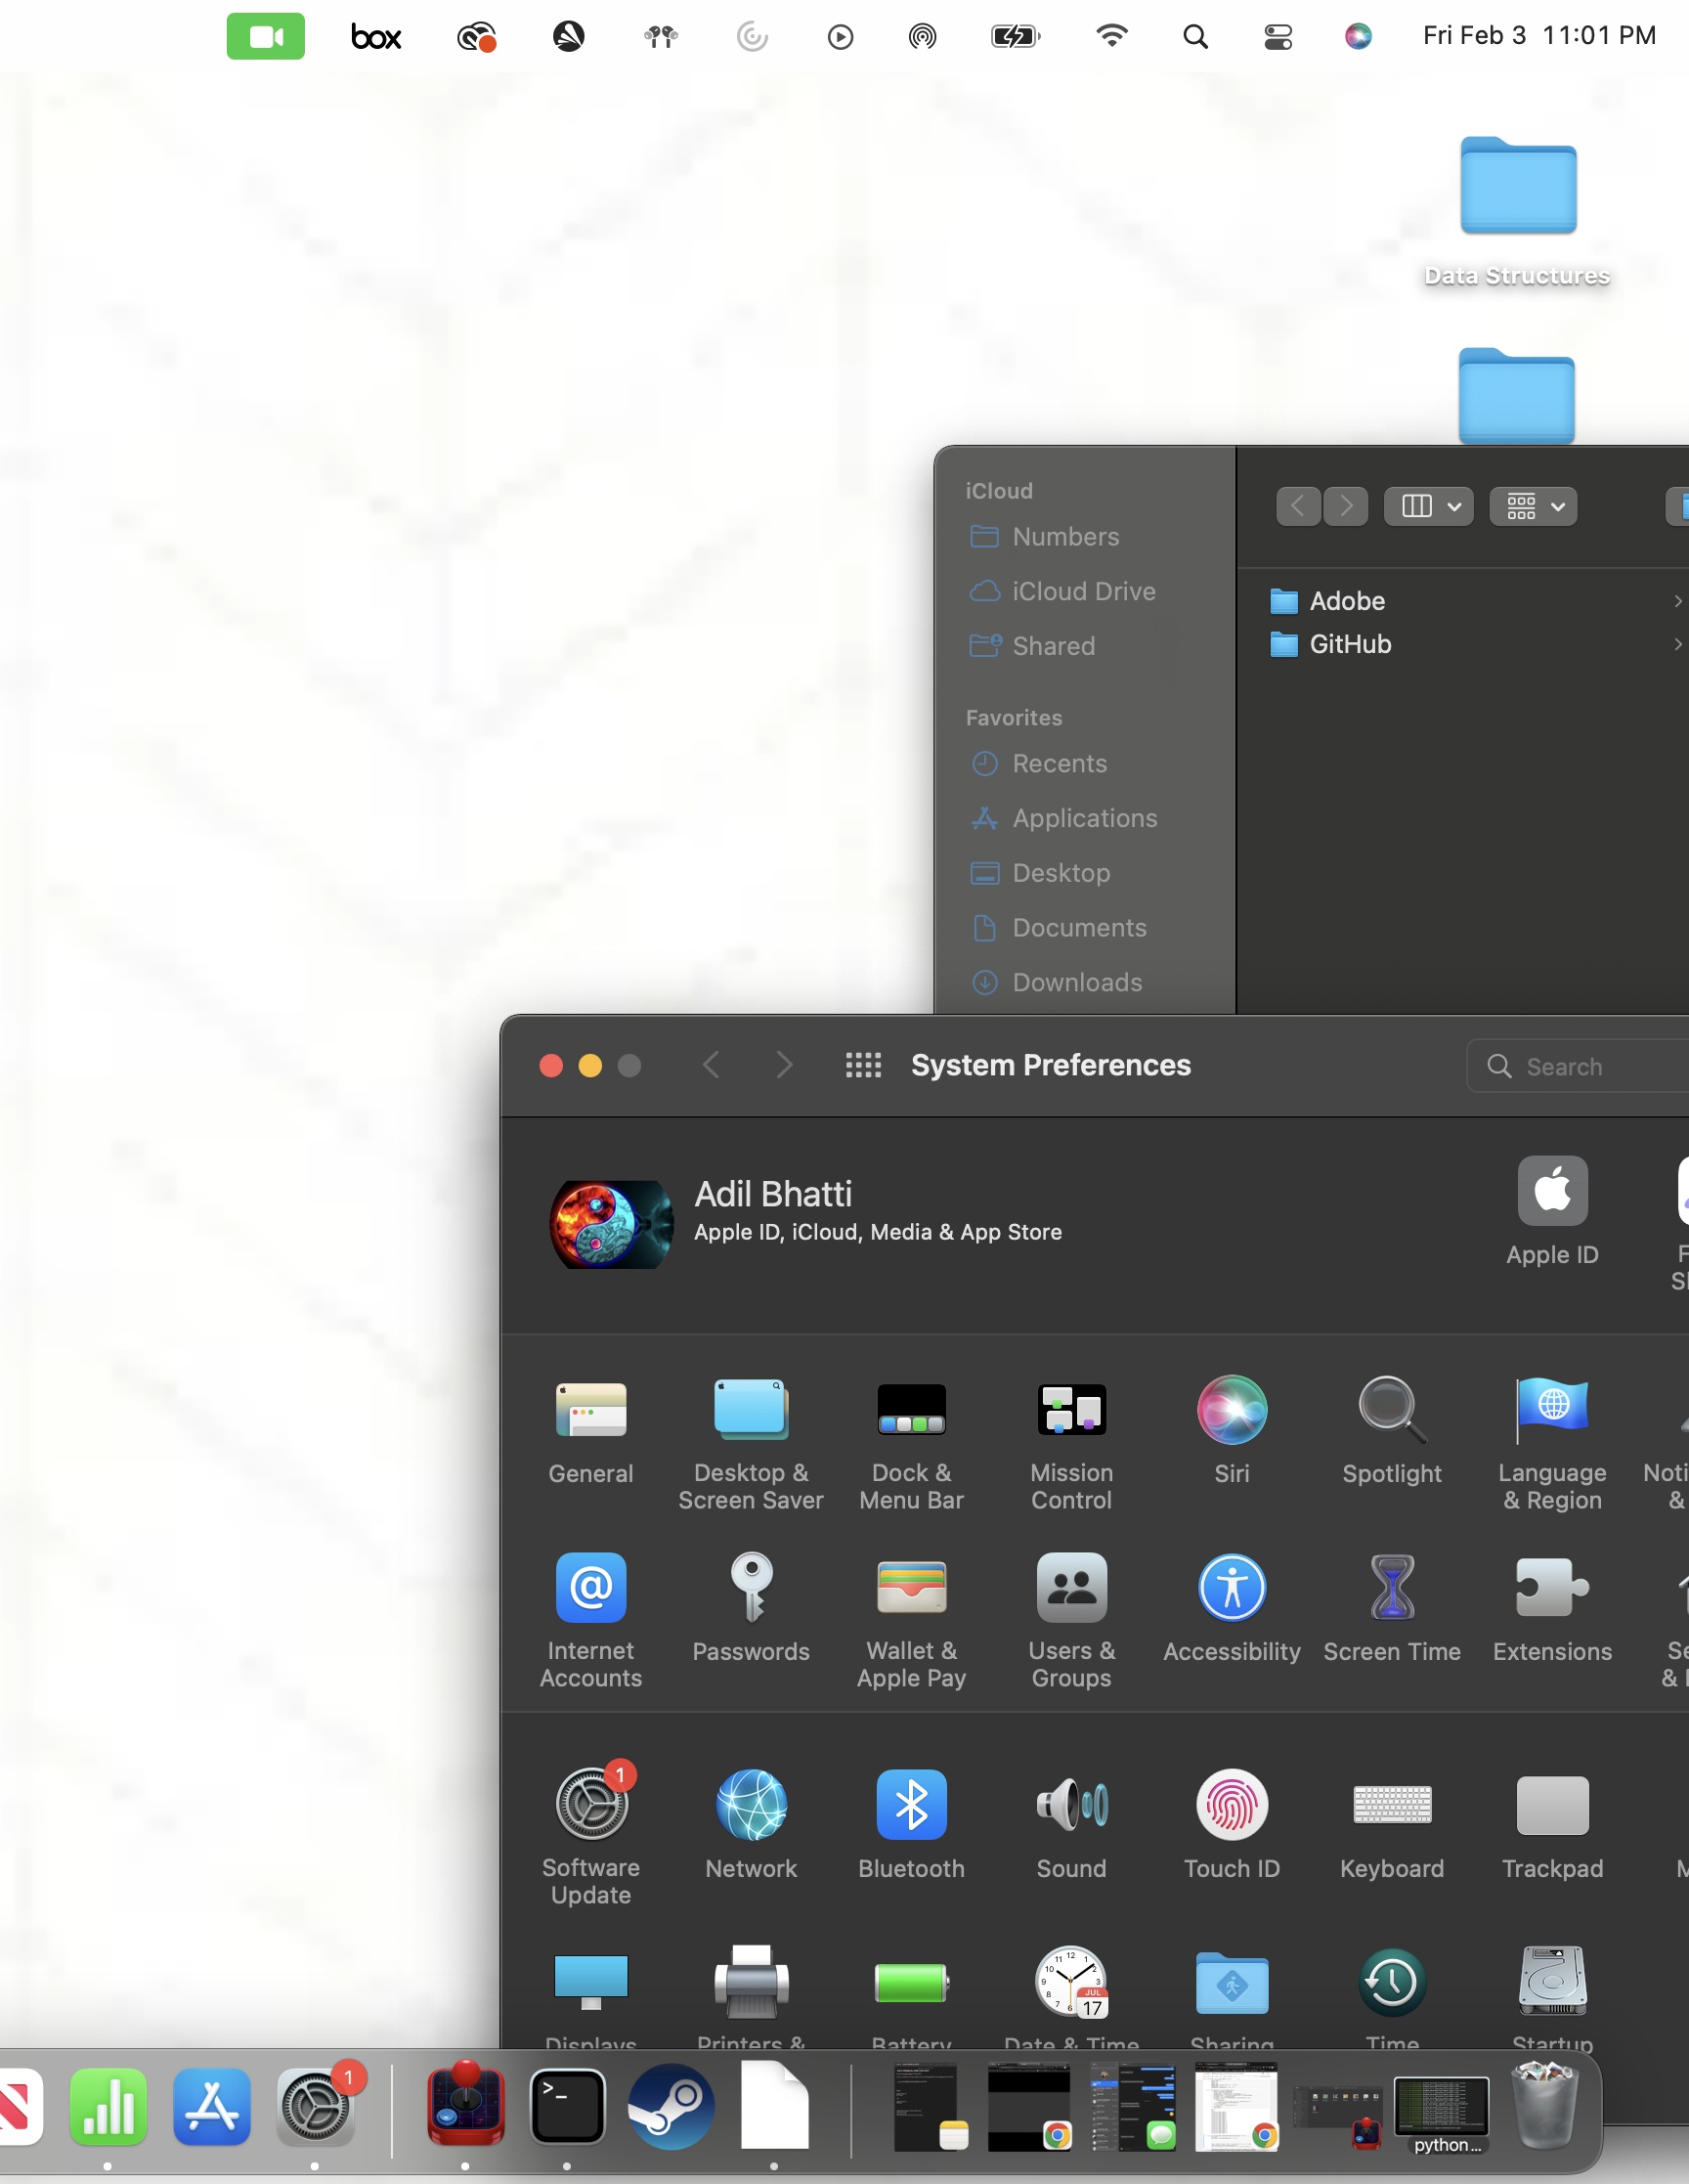 box
Fri Feb 3 11:01 PM
Data Structures
iCloud
Numbers
iCloud Drive
Shared
Favorites
Recents
Applications
Desktop
Documents
Downloads
Adobe
GitHub
System Preferences
Search
Adil Bhatti
Apple ID, iCloud, Media & App Store
Apple ID
General
Desktop &
Screen Saver
Dock &
Menu Bar
Mission
Control
Siri
Spotlight
Language
& Region
Internet
Accounts
Passwords
Wallet &
Apple Pay
Users &
Groups
Accessibility
Screen Time
Extensions
1
Software
Update
Network
Bluetooth
Sound
Touch ID
Keyboard
Trackpad
JUL
17
Displays
Printers &
Battery
Date & Time
Sharing
Time
Startup
1
>_
python...